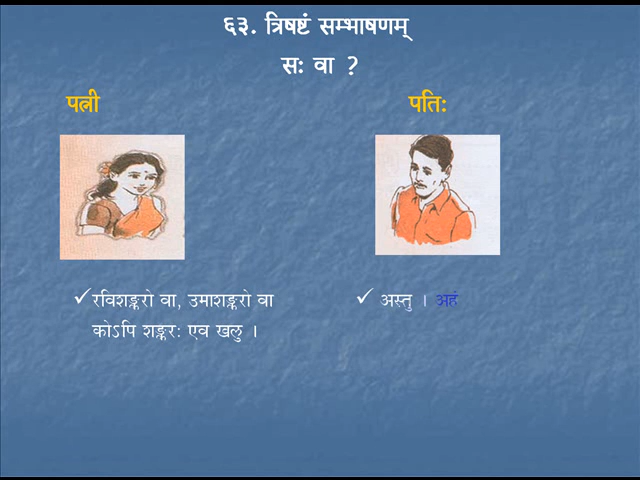 ६३. त्रिषष्टं सम्भाषणम्
सः वा ?
पत्नी
पतिः
रविशङ्करो वा, उमाशङ्करो वा
कोऽपि शङ्करः एव खलु ।
अस्तु । अहं